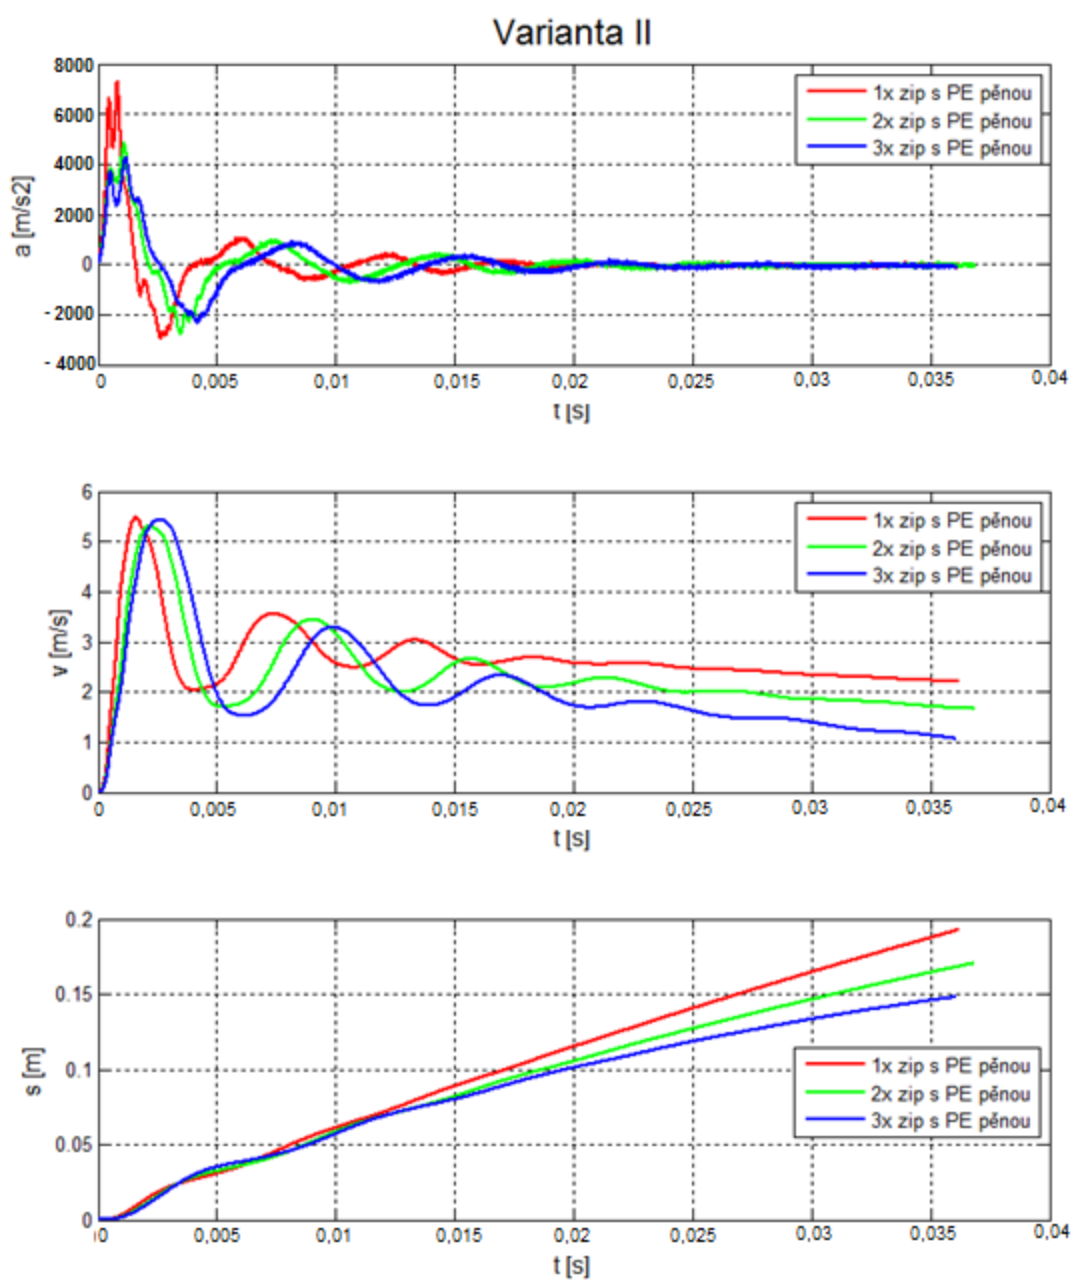 Varianta II
8000
6000
4000
2000
0
- 2000
- 4000
a [m/s2]
1x zip s PE pěnou
2x zip s PE pěnou
3x zip s PE pěnou
0 0,005 0,01 0,015 0,02 0,025 0,03 0,035 0,04
t [s]
6
5
4
3
2
1
0
v [m/s]
1x zip s PE pěnou
2x zip s PE pěnou
3x zip s PE pěnou
0 0,005 0,01 0,015 0,02 0,025 0,03 0,035 0,04
t [s]
0.2
0.15
0.1
0.05
0
s [m]
1x zip s PE pěnou
2x zip s PE pěnou
3x zip s PE pěnou
0 0,005 0,01 0,015 0,02 0,025 0,03 0,035 0,04
t [s]